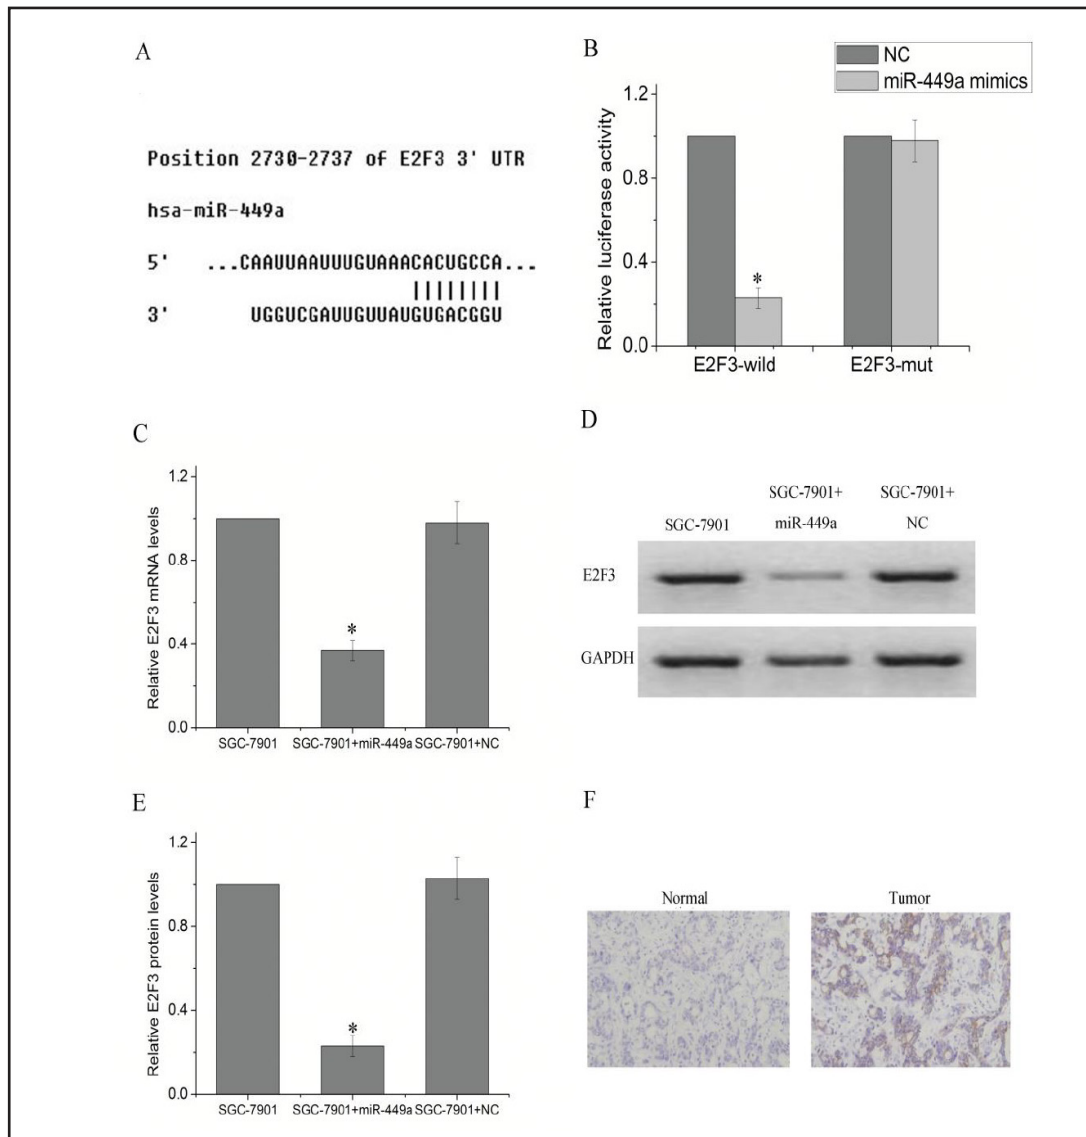 A
Position 2730-2737 of E2F3 3' UTR
hsa-miR-449a
5' ...CAAUUAAUUUGUAAACACUGCCA...
||||||||
3' UGGUCGAUUGUUAUGUGACGGU
B
NC
miR-449a mimics
Relative luciferase activity
1.2
0.8
0.4
0.0
*
E2F3-wild
E2F3-mut
C
Relative E2F3 mRNA levels
1.2
0.8
0.4
0.0
*
SGC-7901
SGC-7901+miR-449a
SGC-7901+NC
D
SGC-7901
SGC-7901+
miR-449a
SGC-7901+
NC
E2F3
GAPDH
E
Relative E2F3 protein levels
1.2
0.8
0.4
0.0
*
SGC-7901
SGC-7901+miR-449a
SGC-7901+NC
F
Normal
Tumor